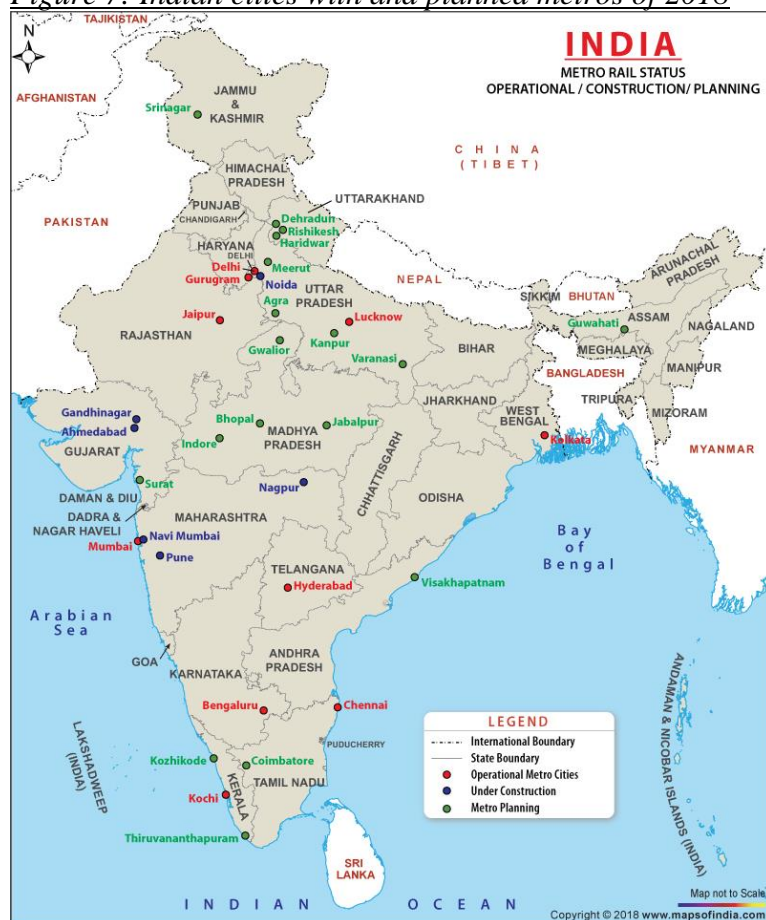 Figure 7: Indian cities with and planned metros of 2018
TAJIKISTAN
N
INDIA
METRO RAIL STATUS
OPERATIONAL / CONSTRUCTION/ PLANNING
AFGHANISTAN
JAMMU
&
KASHMIR
Srinagar
C H I N A
(TIBET)
HIMACHAL
PRADESH
PUNJAB
CHANDIGARH
UTTARAKHAND
PAKISTAN
Dehradun
Rishikesh
Haridwar
HARYANA
DELHI
Delhi
Meerut
Gurugram
Noida
NEPAL
ARUNACHAL
PRADESH
UTTAR
PRADESH
SIKKIM
BHUTAN
Agra
Jaipur
Lucknow
ASSAM
Guwahati
NAGALAND
RAJASTHAN
Kanpur
Gwalior
BIHAR
MEGHALAYA
Varanasi
MANIPUR
BANGLADESH
JHARKHAND
TRIPURA
MIZORAM
Gandhinagar
Ahmedabad
GUJARAT
Bhopal
Jabalpur
MADHYA
PRADESH
Indore
WEST
BENGAL
Kolkata
MYANMAR
CHHATTISGARH
Surat
Nagpur
DAMAN & DIU
ODISHA
DADRA &
NAGAR HAVELI
MAHARASHTRA
Mumbai
Navi Mumbai
Pune
Bay
of
Bengal
TELANGANA
Hyderabad
Visakhapatnam
Arabian
Sea
GOA
KARNATAKA
ANDHRA
PRADESH
Bengaluru
Chennai
ANDAMAN & NICOBAR ISLANDS (INDIA)
LAKSHADWEEP
(INDIA)
PUDUCHERRY
Kozhikode
Coimbatore
KERALA
TAMIL NADU
Kochi
Thiruvananthapuram
LEGEND
International Boundary
State Boundary
Operational Metro Cities
Under Construction
Metro Planning
SRI
LANKA
INDIAN OCEAN
Map not to Scale
Copyright © 2018 www.mapsofindia.com